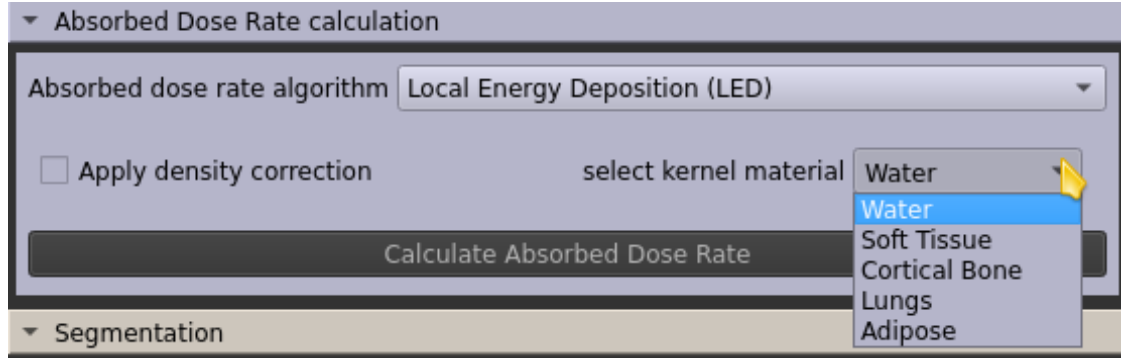 Absorbed Dose Rate calculation
Absorbed dose rate algorithm Local Energy Deposition (LED)
Apply density correction select kernel material Water
Water
Soft Tissue
Calculate Absorbed Dose Rate
Cortical Bone
Lungs
Adipose
Segmentation